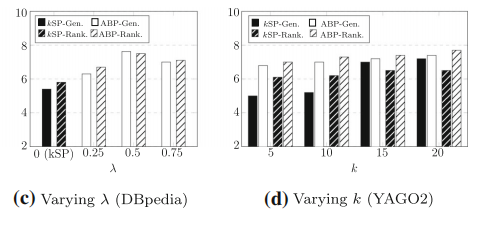 10
8
6
4
2
kSP-Gen. ABP-Gen.
kSP-Rank. ABP-Rank.
0 (kSP) 0.25 0.5 0.75
λ
(c) Varying λ (DBpedia)
10
8
6
4
2
kSP-Gen. ABP-Gen.
kSP-Rank. ABP-Rank.
5 10 15 20
k
(d) Varying k (YAGO2)